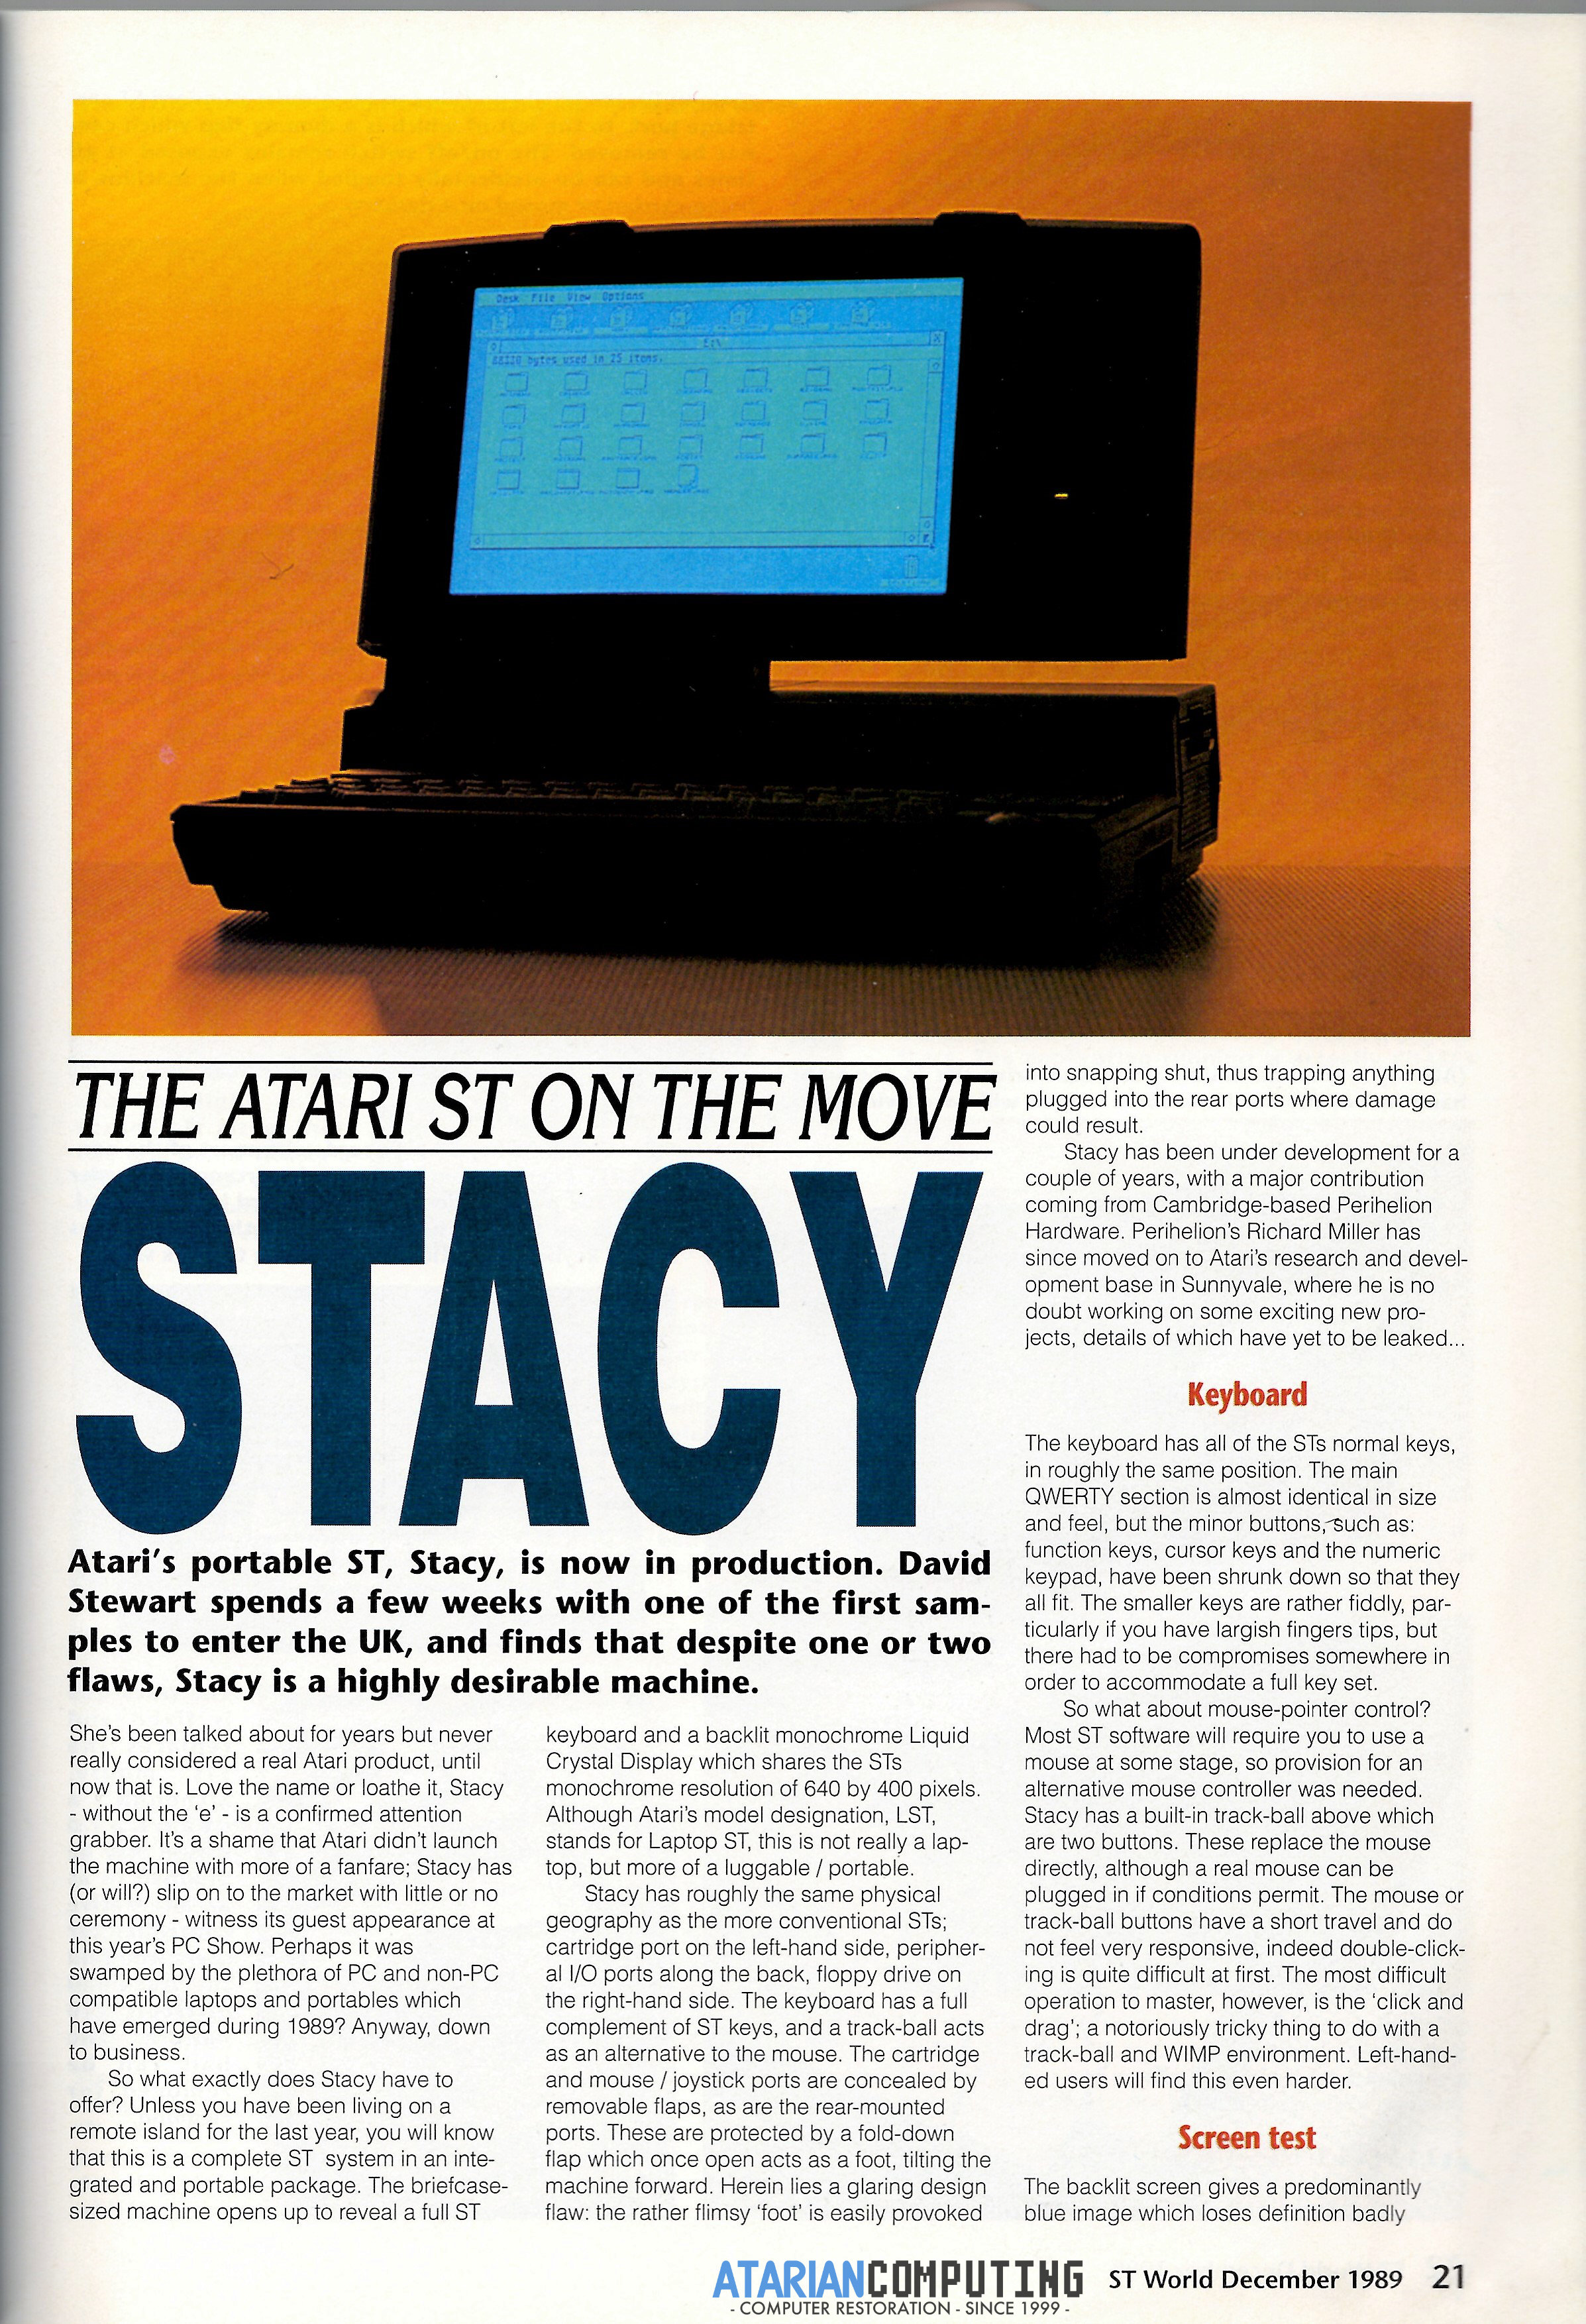 Desk File View Options
E:\
bytes used in 25 items.
THE ATARI ST ON THE MOVE
STACY
Atari's portable ST, Stacy, is now in production. David
Stewart spends a few weeks with one of the first sam-
ples to enter the UK, and finds that despite one or two
flaws, Stacy is a highly desirable machine.
She's been talked about for years but never
really considered a real Atari product, until
now that is. Love the name or loathe it, Stacy
- without the 'e' - is a confirmed attention
grabber. It's a shame that Atari didn't launch
the machine with more of a fanfare; Stacy has
(or will?) slip on to the market with little or no
ceremony - witness its guest appearance at
this year's PC Show. Perhaps it was
swamped by the plethora of PC and non-PC
compatible laptops and portables which
have emerged during 1989? Anyway, down
to business.
So what exactly does Stacy have to
offer? Unless you have been living on a
remote island for the last year, you will know
that this is a complete ST system in an inte-
grated and portable package. The briefcase-
sized machine opens up to reveal a full ST
keyboard and a backlit monochrome Liquid
Crystal Display which shares the STs
monochrome resolution of 640 by 400 pixels.
Although Atari's model designation, LST,
stands for Laptop ST, this is not really a lap-
top, but more of a luggable / portable.
Stacy has roughly the same physical
geography as the more conventional STs;
cartridge port on the left-hand side, peripher-
al I/O ports along the back, floppy drive on
the right-hand side. The keyboard has a full
complement of ST keys, and a track-ball acts
as an alternative to the mouse. The cartridge
and mouse / joystick ports are concealed by
removable flaps, as are the rear-mounted
ports. These are protected by a fold-down
flap which once open acts as a foot, tilting the
machine forward. Herein lies a glaring design
flaw: the rather flimsy 'foot' is easily provoked
into snapping shut, thus trapping anything
plugged into the rear ports where damage
could result.
Stacy has been under development for a
couple of years, with a major contribution
coming from Cambridge-based Perihelion
Hardware. Perihelion's Richard Miller has
since moved on to Atari's research and devel-
opment base in Sunnyvale, where he is no
doubt working on some exciting new pro-
jects, details of which have yet to be leaked...
Keyboard
The keyboard has all of the STs normal keys,
in roughly the same position. The main
QWERTY section is almost identical in size
and feel, but the minor buttons, such as:
function keys, cursor keys and the numeric
keypad, have been shrunk down so that they
all fit. The smaller keys are rather fiddly, par-
ticularly if you have largish fingers tips, but
there had to be compromises somewhere in
order to accommodate a full key set.
So what about mouse-pointer control?
Most ST software will require you to use a
mouse at some stage, so provision for an
alternative mouse controller was needed.
Stacy has a built-in track-ball above which
are two buttons. These replace the mouse
directly, although a real mouse can be
plugged in if conditions permit. The mouse or
track-ball buttons have a short travel and do
not feel very responsive, indeed double-click-
ing is quite difficult at first. The most difficult
operation to master, however, is the 'click and
drag'; a notoriously tricky thing to do with a
track-ball and WIMP environment. Left-hand-
ed users will find this even harder.
Screen test
The backlit screen gives a predominantly
blue image which loses definition badly
ATARIANCOMPUTING
- COMPUTER RESTORATION - SINCE 1999 -
ST World December 1989 21